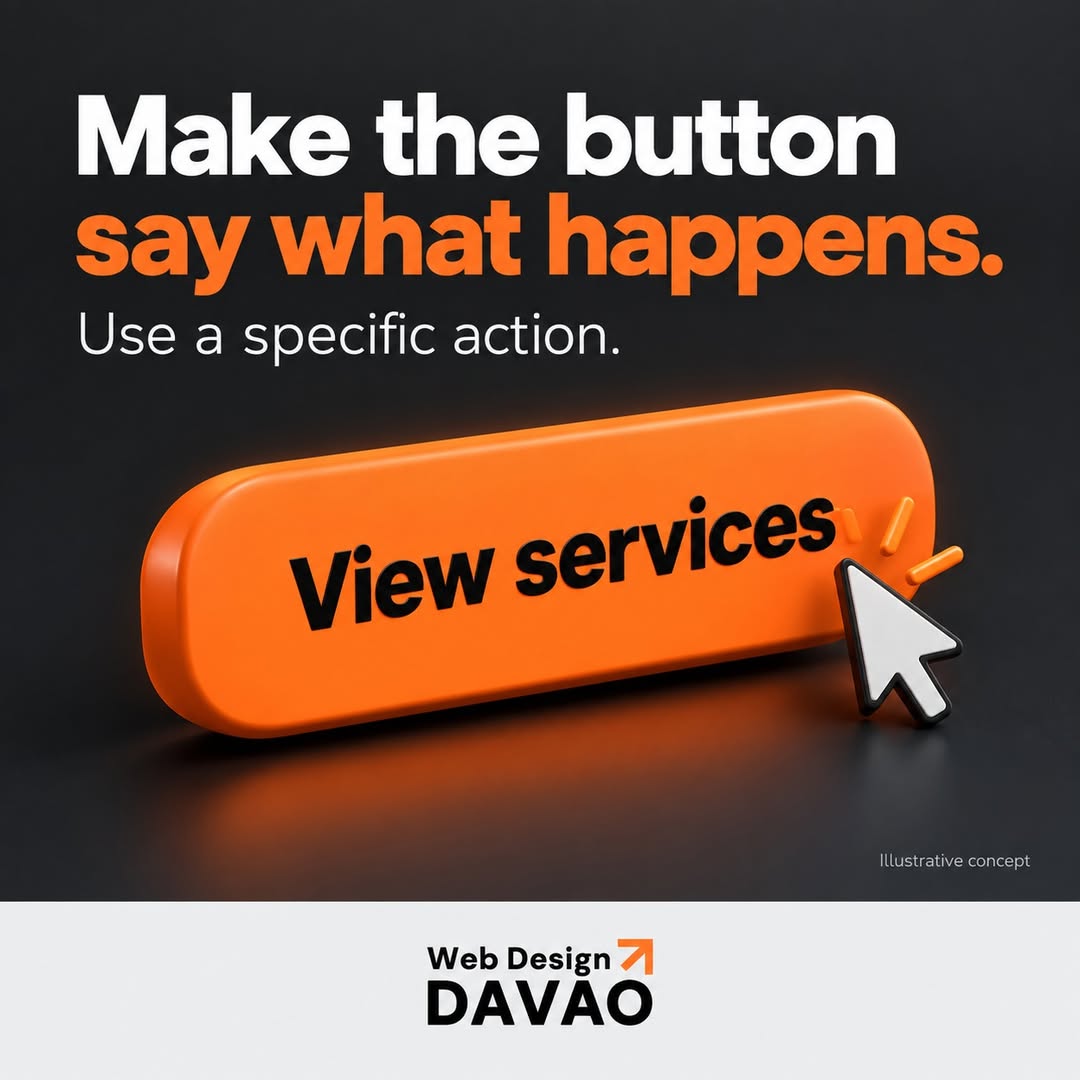 Make the button
say what happens.
Use a specific action.
View services
Illustrative concept
Web Design
DAVAO